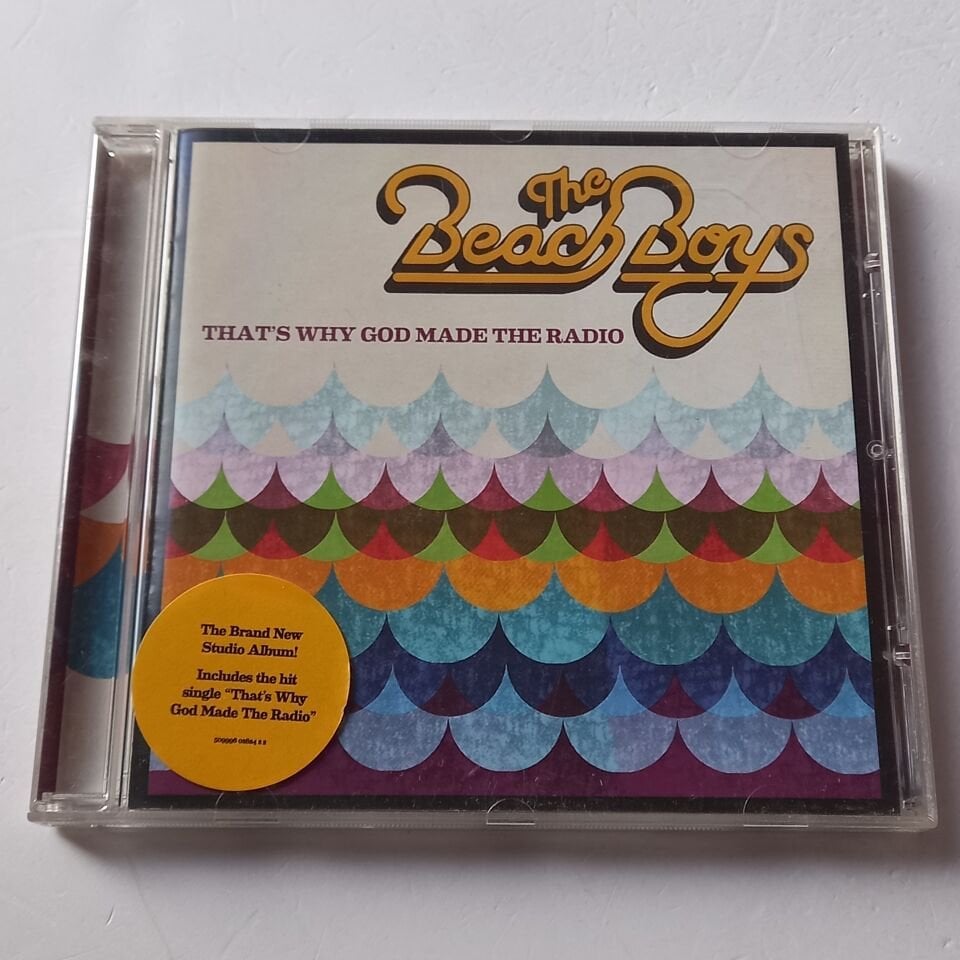 The
Beach Boys
THAT'S WHY GOD MADE THE RADIO
The Brand New
Studio Album!
Includes the hit
single "That's Why
God Made The Radio"